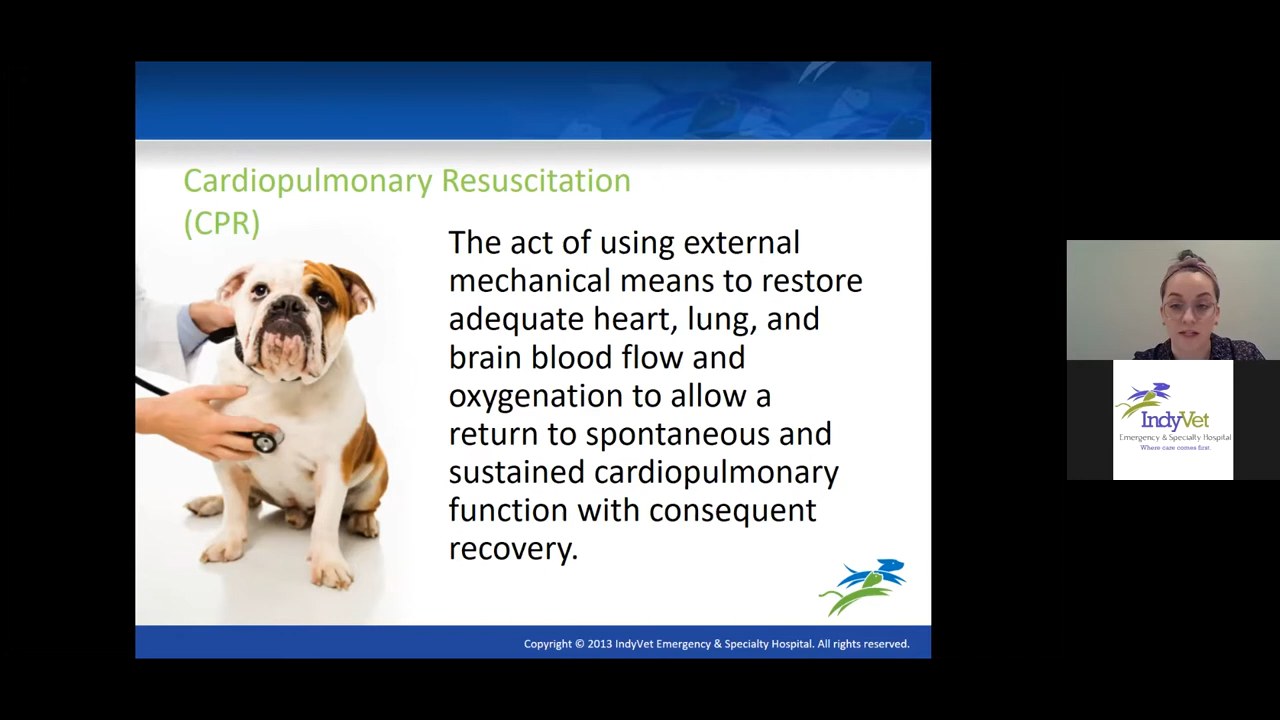 Cardiopulmonary Resuscitation
(CPR)
The act of using external
mechanical means to restore
adequate heart, lung, and
brain blood flow and
oxygenation to allow a
return to spontaneous and
sustained cardiopulmonary
function with consequent
recovery.
Copyright © 2013 IndyVet Emergency & Specialty Hospital. All rights reserved.
IndyVet
Emergency & Specialty Hospital
Where care comes first.